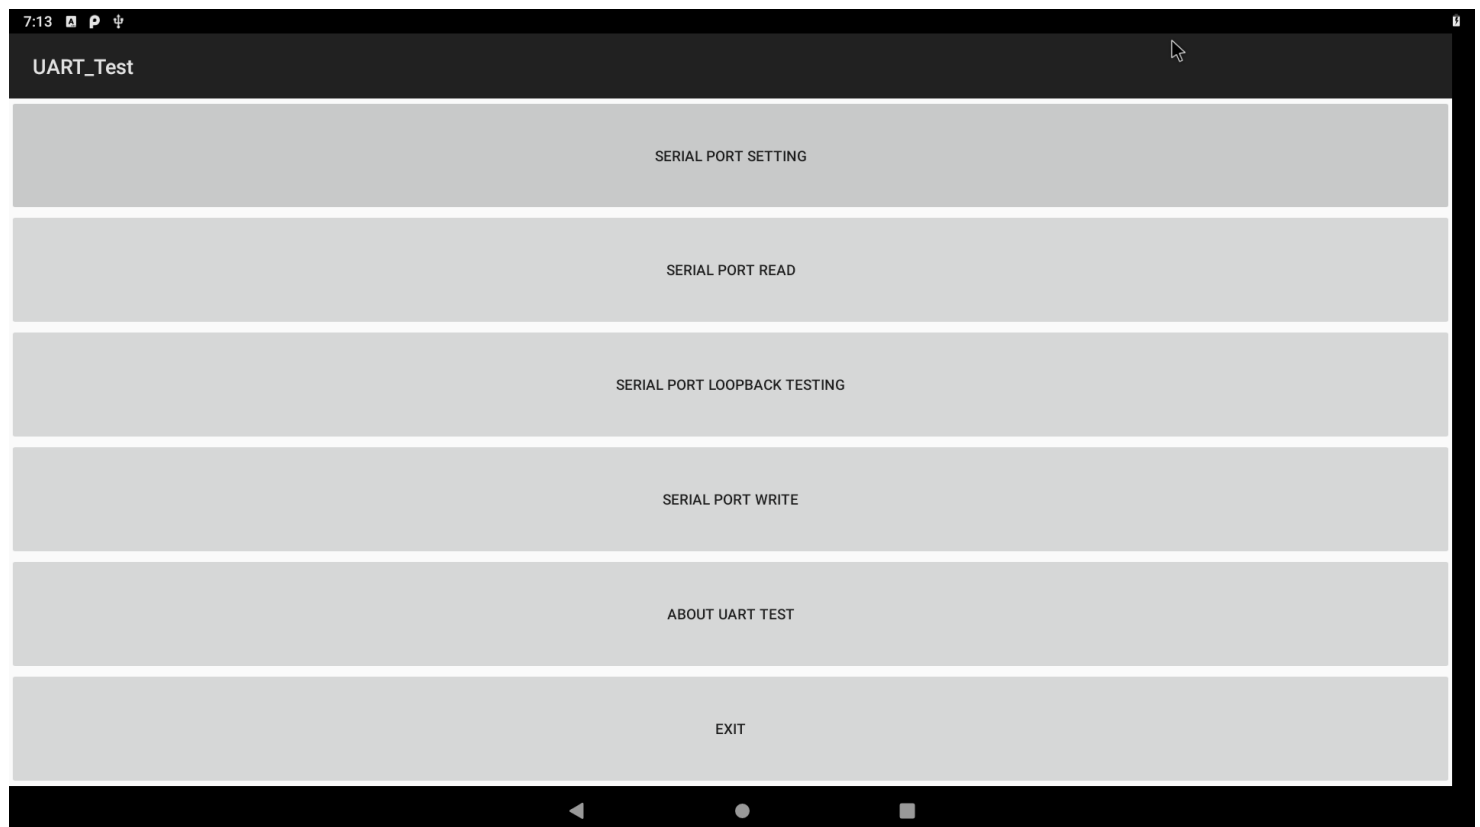 7:13
UART_Test
SERIAL PORT SETTING
SERIAL PORT READ
SERIAL PORT LOOPBACK TESTING
SERIAL PORT WRITE
ABOUT UART TEST
EXIT